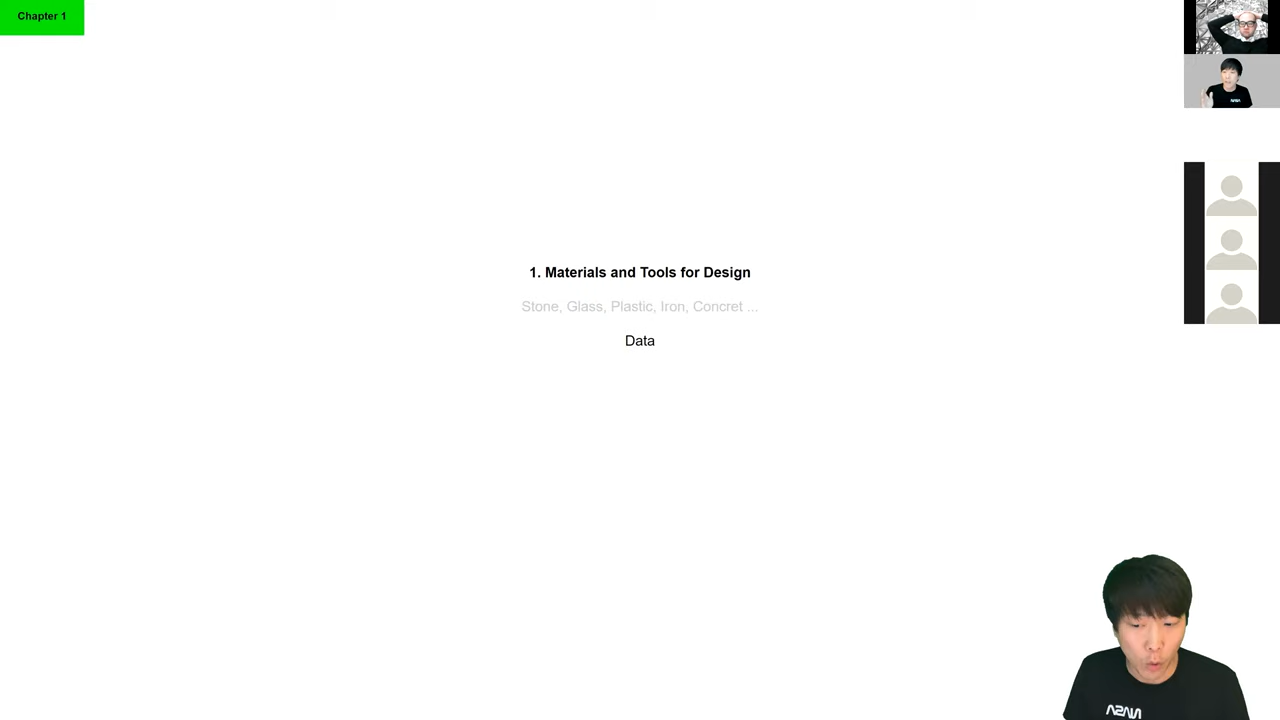 Chapter 1
1. Materials and Tools for Design
Stone, Glass, Plastic, Iron, Concret ...
Data